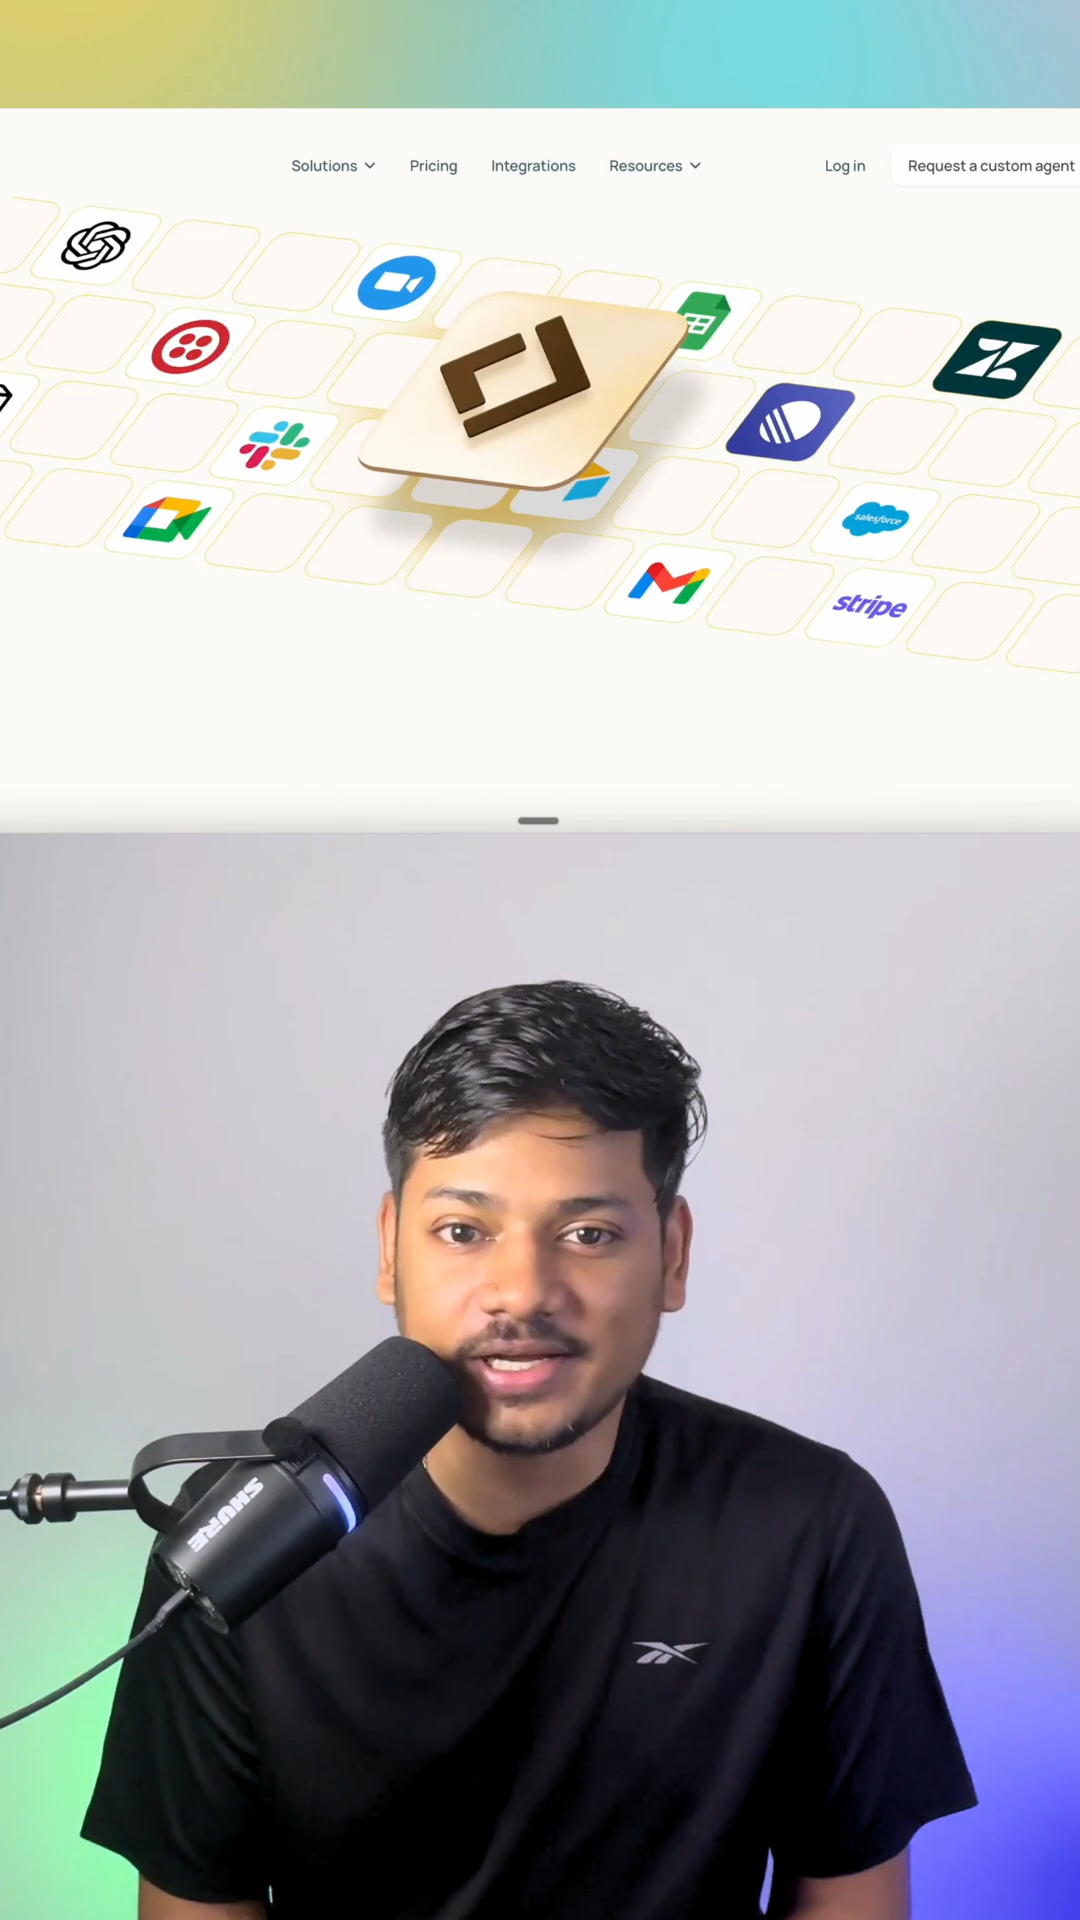 Solutions Pricing Integrations Resources Log in Request a custom agent
salesforce
stripe
SHURE